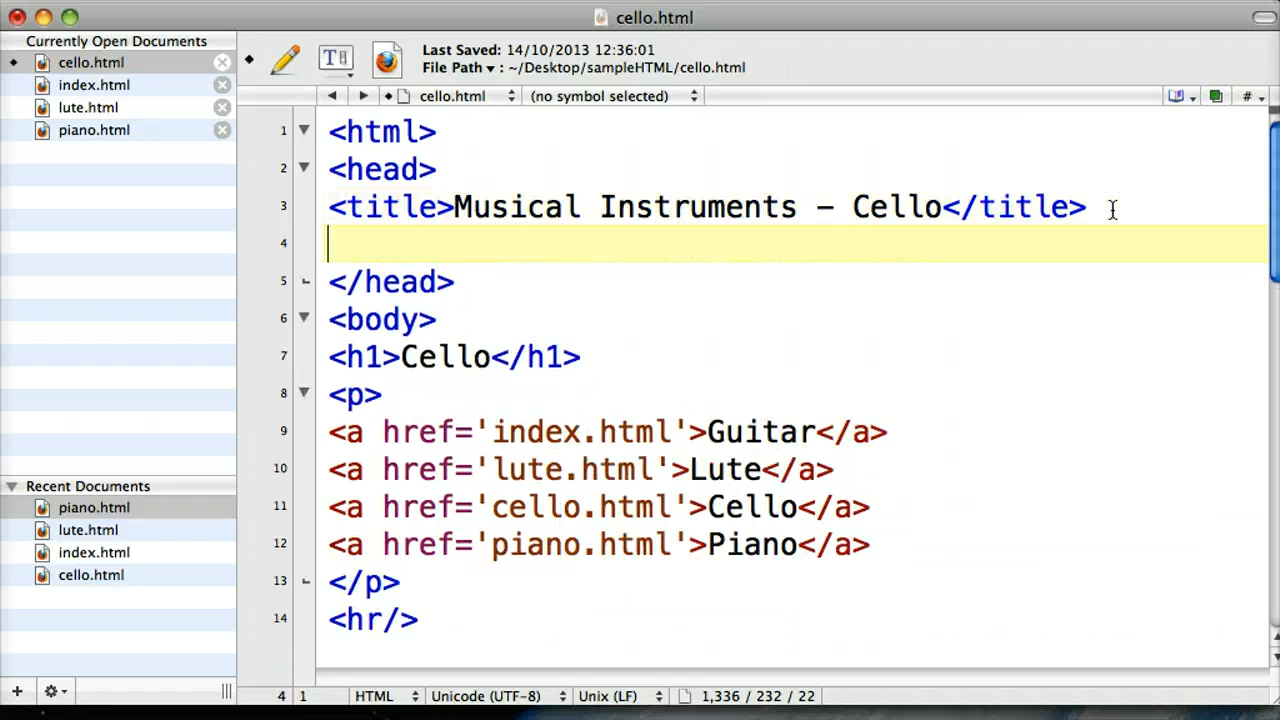 cello.html
Currently Open Documents
cello.html
index.html
lute.html
piano.html
Recent Documents
piano.html
lute.html
index.html
cello.html
Last Saved: 14/10/2013 12:36:01
File Path : ~/Desktop/sampleHTML/cello.html
cello.html (no symbol selected) #
1 <html>
2 <head>
3 <title>Musical Instruments - Cello</title>
4
5 </head>
6 <body>
7 <h1>Cello</h1>
8 <p>
9 <a href='index.html'>Guitar</a>
10 <a href='lute.html'>Lute</a>
11 <a href='cello.html'>Cello</a>
12 <a href='piano.html'>Piano</a>
13 </p>
14 <hr/>
4 1 HTML Unicode (UTF-8) Unix (LF) 1,336 / 232 / 22